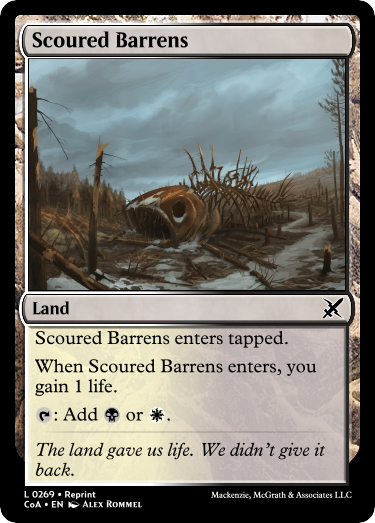 Scoured Barrens
Land
Scoured Barrens enters tapped.
When Scoured Barrens enters, you
gain 1 life.
: Add or .
The land gave us life. We didn't give it
back.
L 0269 • Reprint
CoA • EN Alex Rommel
Mackenzie, McGrath & Associates LLC